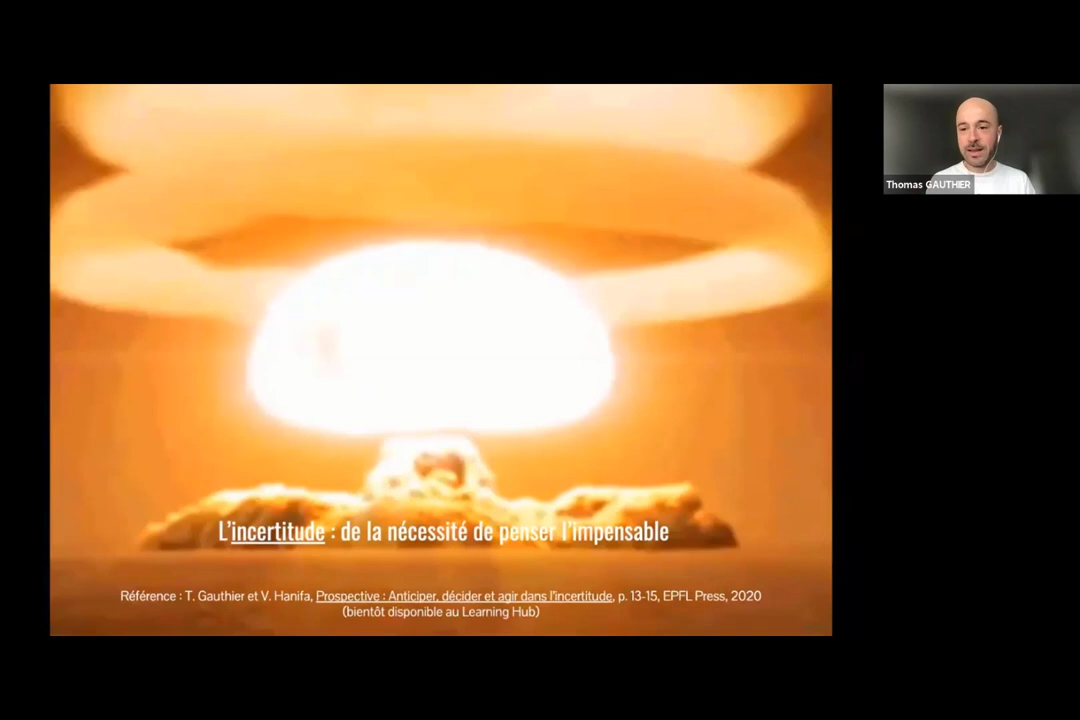 Thomas GAUTHIER
L'incertitude : de la nécessité de penser l'impensable
Référence : T. Gauthier et V. Hanifa, Prospective : Anticiper, décider et agir dans l'incertitude, p. 13-15, EPFL Press, 2020
(bientôt disponible au Learning Hub)